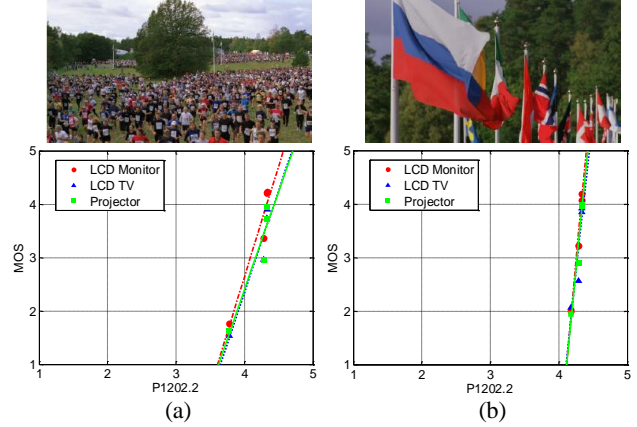 5
4
3
2
1
MOS
LCD Monitor
LCD TV
Projector
1 2 3 4 5
P1202.2
(a)
5
4
3
2
1
MOS
LCD Monitor
LCD TV
Projector
1 2 3 4 5
P1202.2
(b)